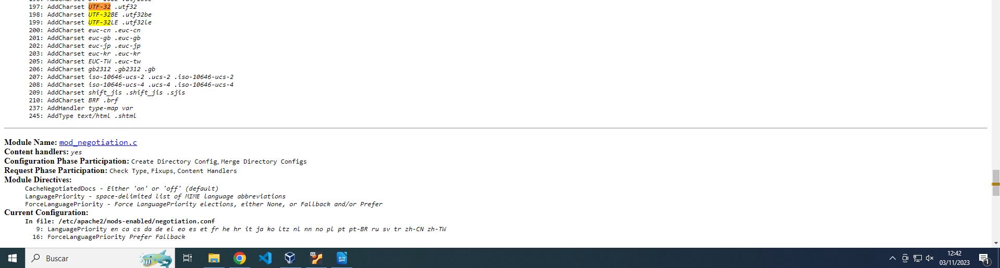 197: AddCharset UTF-32 .utf32
198: AddCharset UTF-32BE .utf32be
199: AddCharset UTF-32LE .utf32le
200: AddCharset euc-cn .euc-cn
201: AddCharset euc-gb .euc-gb
202: AddCharset euc-jp .euc-jp
203: AddCharset euc-kr .euc-kr
205: AddCharset EUC-TW .euc-tw
206: AddCharset gb2312 .gb2312 .gb
207: AddCharset iso-10646-ucs-2 .ucs-2 .iso-10646-ucs-2
208: AddCharset iso-10646-ucs-4 .ucs-4 .iso-10646-ucs-4
209: AddCharset shift_jis .shift_jis .sjis
210: AddCharset BRF .brf
237: AddHandler type-map var
245: AddType text/html .shtml
Module Name: mod_negotiation.c
Content handlers: yes
Configuration Phase Participation: Create Directory Config, Merge Directory Configs
Request Phase Participation: Check Type, Fixups, Content Handlers
Module Directives:
CacheNegotiatedDocs - Either 'on' or 'off' (default)
LanguagePriority - space-delimited list of MIME language abbreviations
ForceLanguagePriority - Force LanguagePriority elections, either None, or Fallback and/or Prefer
Current Configuration:
In file: /etc/apache2/mods-enabled/negotiation.conf
9: LanguagePriority en ca cs da de el eo es et fr he hr it ja ko ltz nl nn no pl pt pt-BR ru sv tr zh-CN zh-TW
16: ForceLanguagePriority Prefer Fallback
Buscar
64
12:42
03/11/2023
1